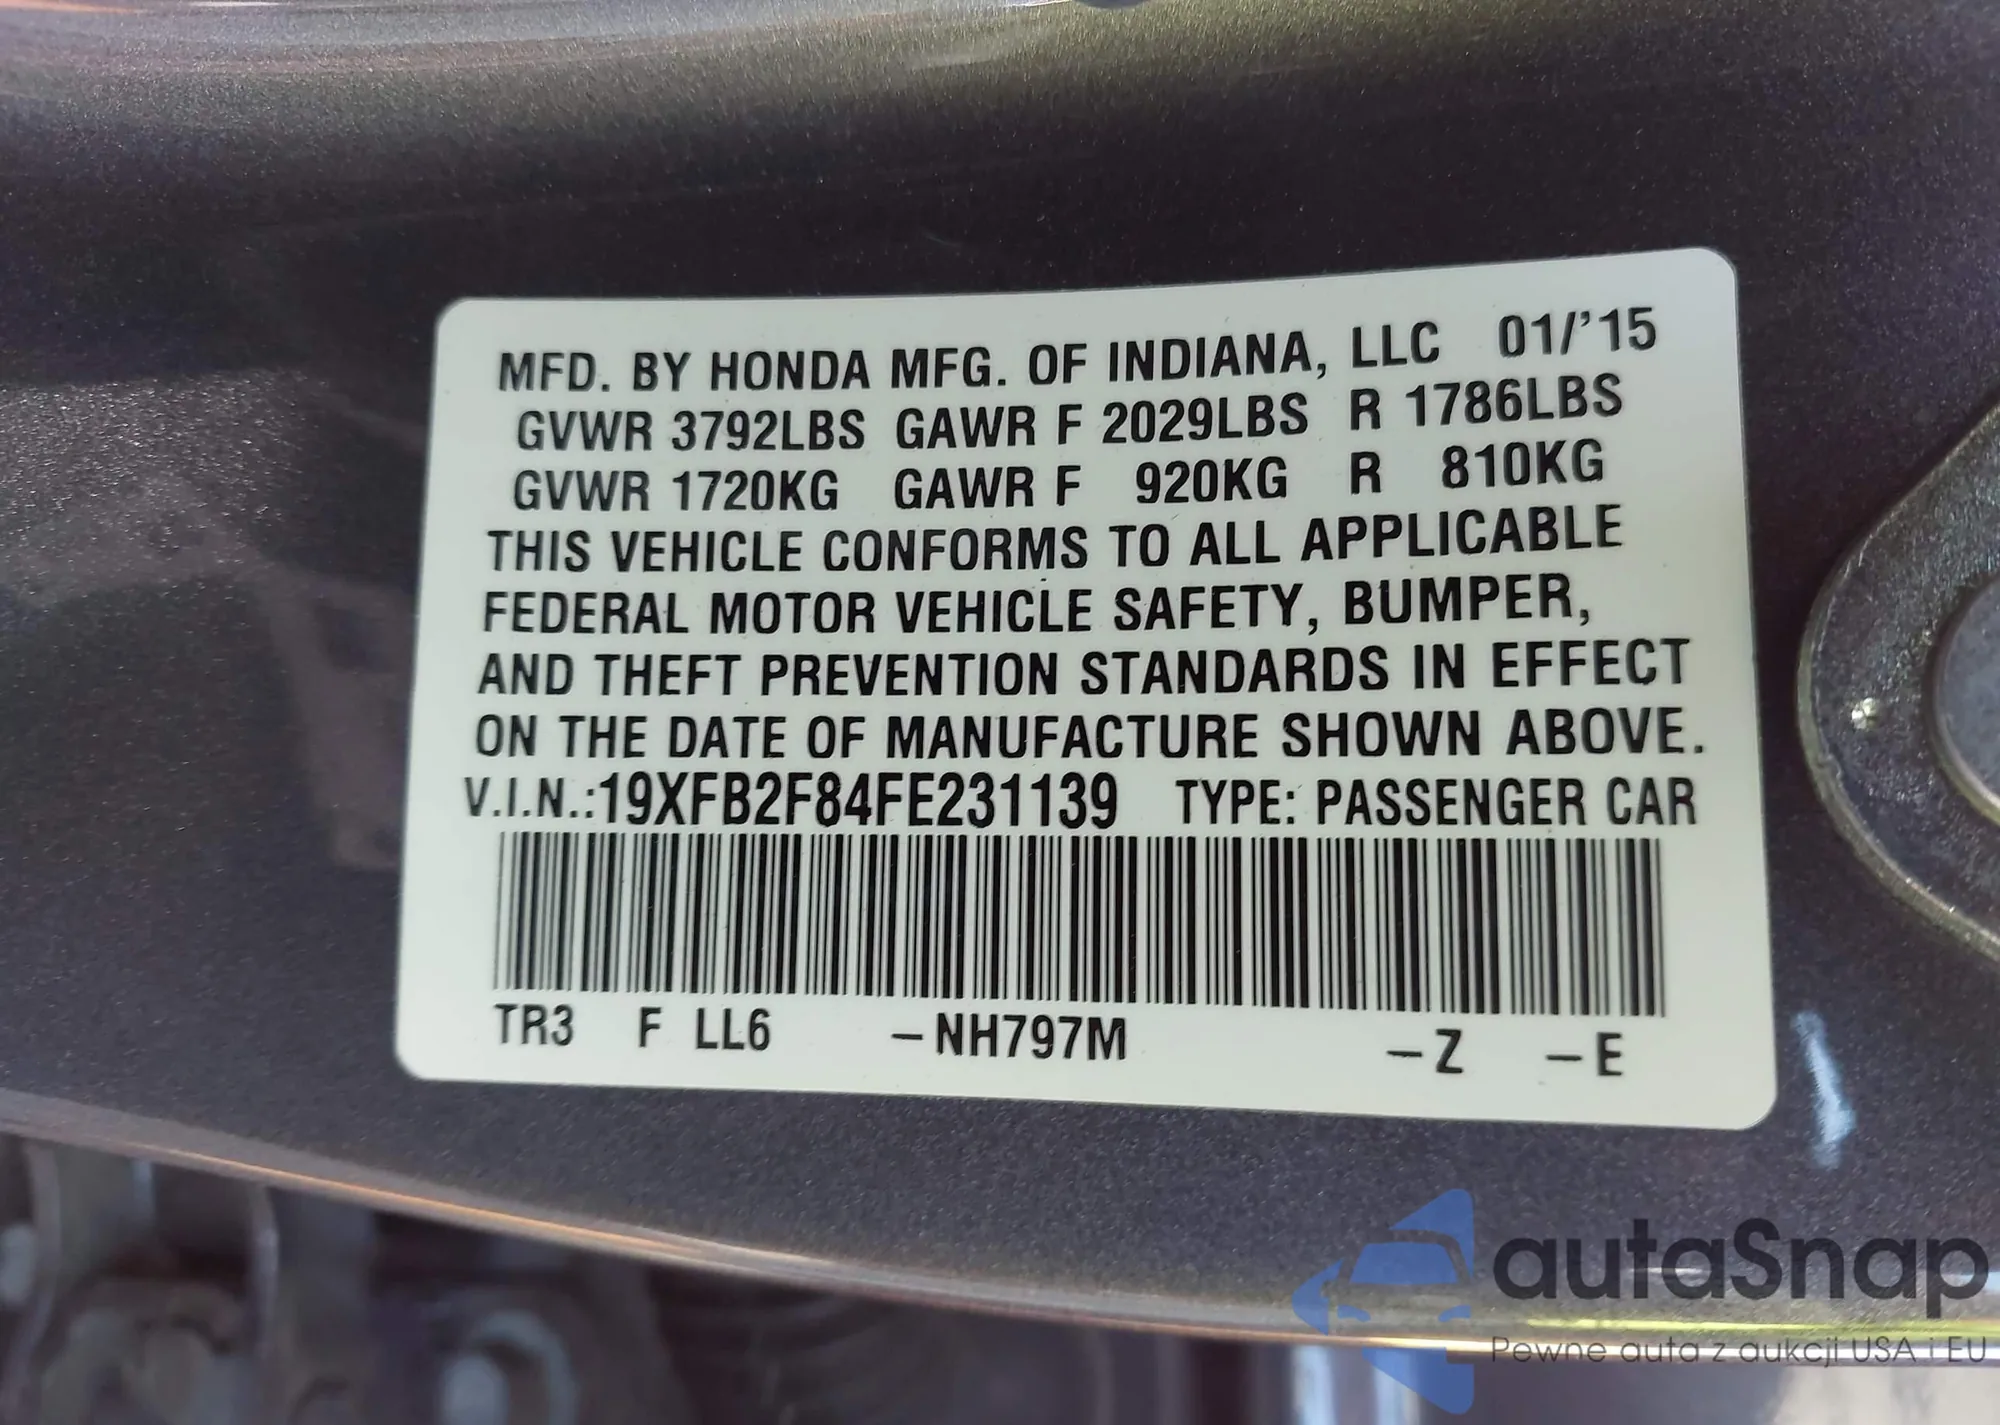 MFD. BY HONDA MFG. OF INDIANA, LLC 01/'15
GVWR 3792LBS GAWR F 2029LBS R 1786LBS
GVWR 1720KG GAWR F 920KG R 810KG
THIS VEHICLE CONFORMS TO ALL APPLICABLE
FEDERAL MOTOR VEHICLE SAFETY, BUMPER,
AND THEFT PREVENTION STANDARDS IN EFFECT
ON THE DATE OF MANUFACTURE SHOWN ABOVE.
V.I.N.:19XFB2F84FE231139 TYPE: PASSENGER CAR
TR3 F LL6 –NH797M –Z –E
autaSnap
Pewne auta z aukcji USA i EU